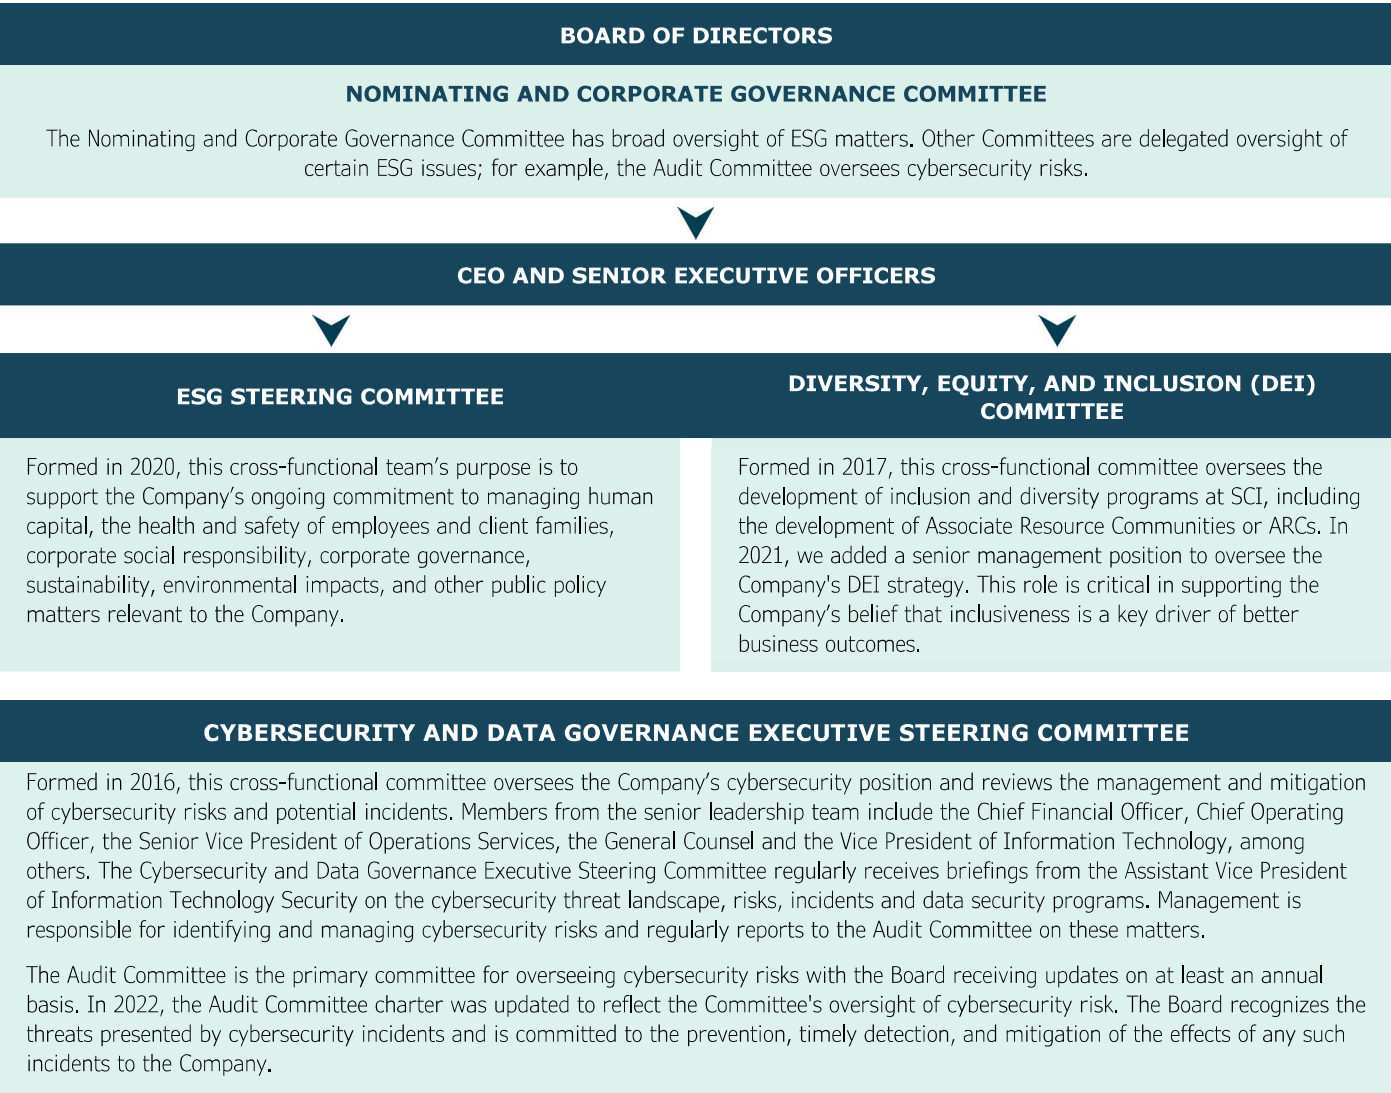 BOARD OF DIRECTORS
NOMINATING AND CORPORATE GOVERNANCE COMMITTEE
The Nominating and Corporate Governance Committee has broad oversight of ESG matters. Other Committees are delegated oversight of
certain ESG issues; for example, the Audit Committee oversees cybersecurity risks.
CEO AND SENIOR EXECUTIVE OFFICERS
ESG STEERING COMMITTEE
Formed in 2020, this cross-functional team’s purpose is to
support the Company’s ongoing commitment to managing human
capital, the health and safety of employees and client families,
corporate social responsibility, corporate governance,
sustainability, environmental impacts, and other public policy
matters relevant to the Company.
DIVERSITY, EQUITY, AND INCLUSION (DEI)
COMMITTEE
Formed in 2017, this cross-functional committee oversees the
development of inclusion and diversity programs at SCI, including
the development of Associate Resource Communities or ARCs. In
2021, we added a senior management position to oversee the
Company's DEI strategy. This role is critical in supporting the
Company’s belief that inclusiveness is a key driver of better
business outcomes.
CYBERSECURITY AND DATA GOVERNANCE EXECUTIVE STEERING COMMITTEE
Formed in 2016, this cross-functional committee oversees the Company’s cybersecurity position and reviews the management and mitigation
of cybersecurity risks and potential incidents. Members from the senior leadership team include the Chief Financial Officer, Chief Operating
Officer, the Senior Vice President of Operations Services, the General Counsel and the Vice President of Information Technology, among
others. The Cybersecurity and Data Governance Executive Steering Committee regularly receives briefings from the Assistant Vice President
of Information Technology Security on the cybersecurity threat landscape, risks, incidents and data security programs. Management is
responsible for identifying and managing cybersecurity risks and regularly reports to the Audit Committee on these matters.
The Audit Committee is the primary committee for overseeing cybersecurity risks with the Board receiving updates on at least an annual
basis. In 2022, the Audit Committee charter was updated to reflect the Committee's oversight of cybersecurity risk. The Board recognizes the
threats presented by cybersecurity incidents and is committed to the prevention, timely detection, and mitigation of the effects of any such
incidents to the Company.